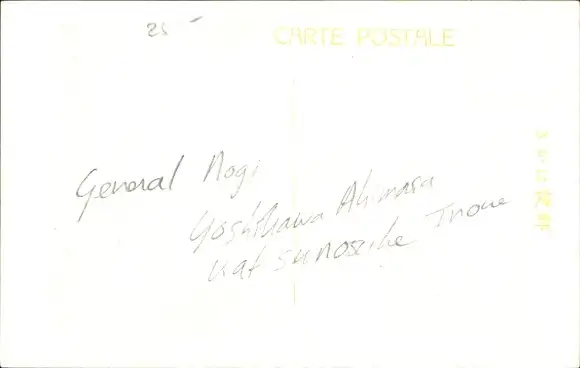 25 -
CARTE POSTALE
General Nogi
Yoshikawa Akimasa
Katsunosuke Inoue